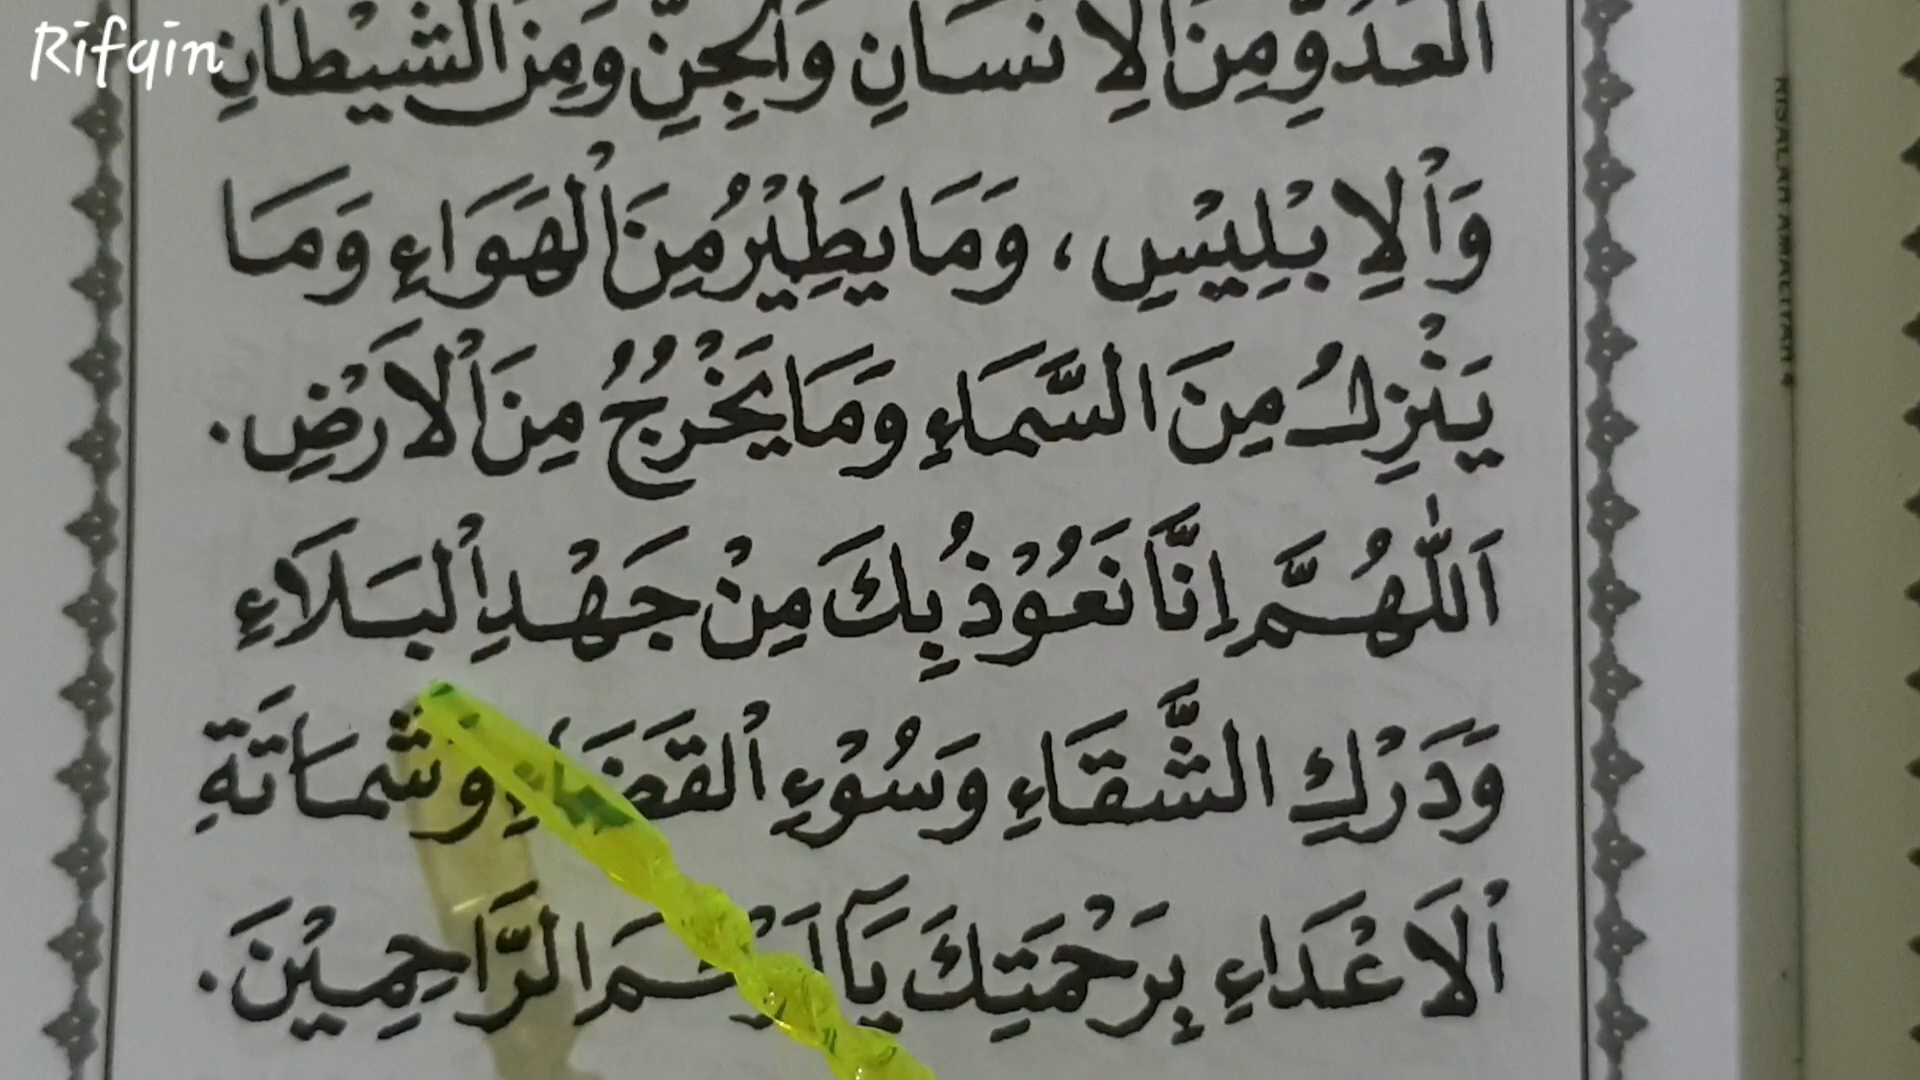 Rifqin
الْعَدُوِّ مِنَ الْاِنْسَانِ وَالْجِنِّ وَمِنَ الشَّيْطَانِ
وَالْاِبْلِيْسِ، وَمَا يَطِيْرُ مِنَ الْهَوَاءِ وَمَا
يَنْزِلُ مِنَ السَّمَاءِ وَمَا يَخْرُجُ مِنَ الْاَرْضِ.
اَللّٰهُمَّ اِنَّا نَعُوْذُ بِكَ مِنْ جَهْدِ الْبَلَاءِ
وَدَرْكِ الشَّقَاءِ وَسُوْءِ الْقَضَاءِ وَشَمَاتَةِ
الْاَعْدَاءِ بِرَحْمَتِكَ يَآ اَرْحَمَ الرَّاحِمِيْنَ.